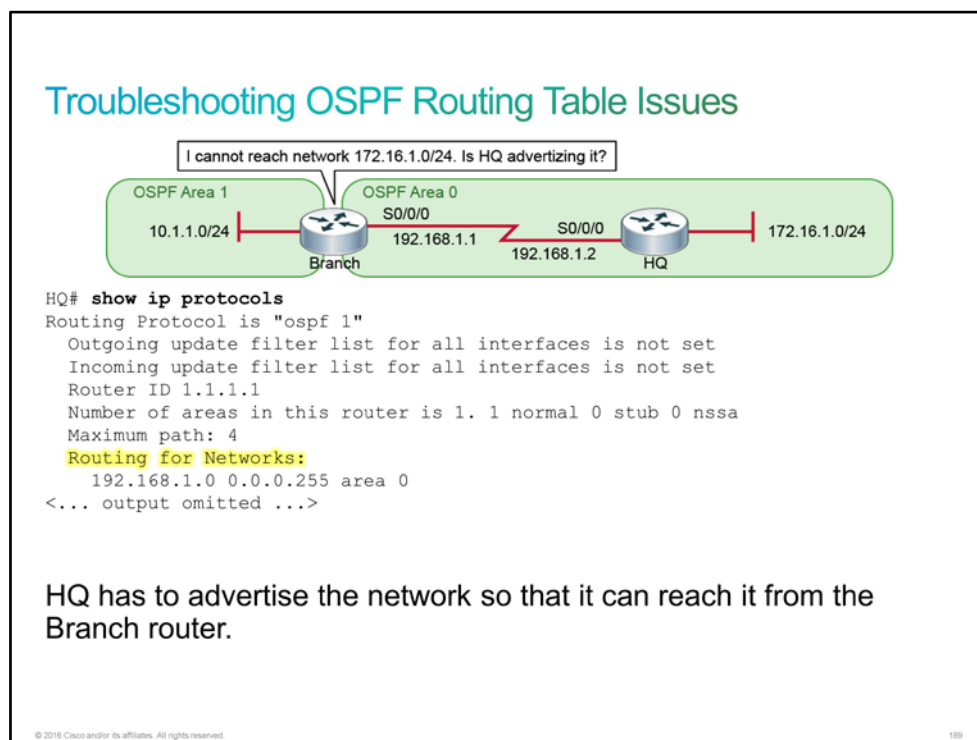 Troubleshooting OSPF Routing Table Issues
I cannot reach network 172.16.1.0/24. Is HQ advertizing it?
OSPF Area 1
OSPF Area 0
S0/0/0
10.1.1.0/24
192.168.1.1
S0/0/0
172.16.1.0/24
192.168.1.2
Branch
HQ
HQ# show ip protocols
Routing Protocol is "ospf 1"
Outgoing update filter list for all interfaces is not set
Incoming update filter list for all interfaces is not set
Router ID 1.1.1.1
Number of areas in this router is 1. 1 normal 0 stub 0 nssa
Maximum path: 4
Routing for Networks:
192.168.1.0 0.0.0.255 area 0
<... output omitted ...>
HQ has to advertise the network so that it can reach it from the
Branch router.
© 2016 Cisco and/or its affiliates. All rights reserved.
189